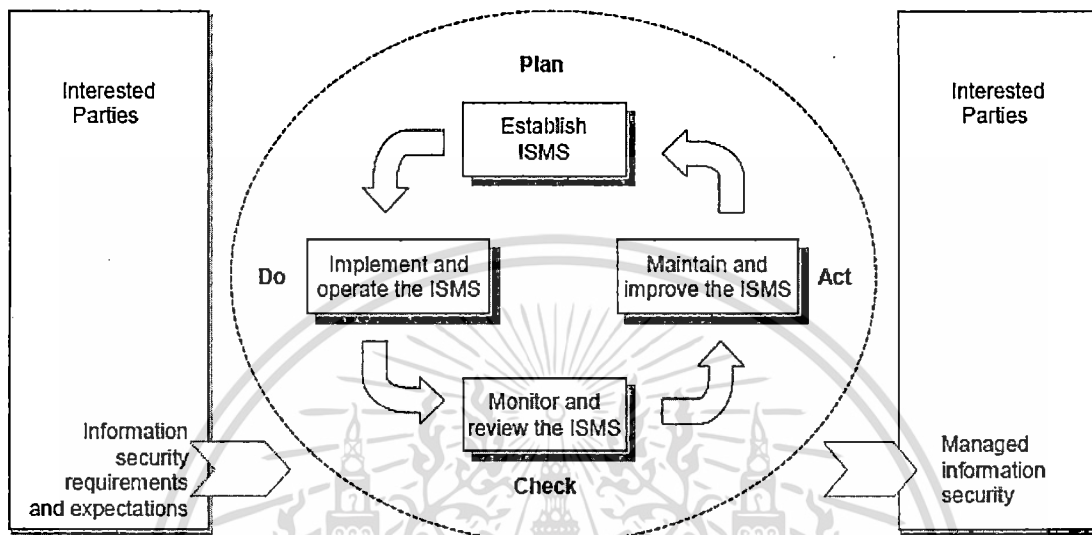 Interested
Parties
Plan
Establish
ISMS
Interested
Parties
Do
Implement and
operate the ISMS
Maintain and
improve the ISMS
Act
Monitor and
review the ISMS
Check
Information
security
requirements
and expectations
Managed
information
security